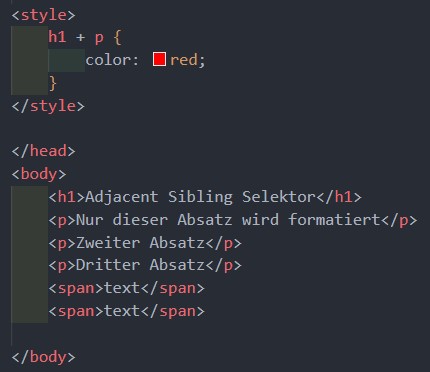 <style>
h1 + p {
color: red;
}
</style>
</head>
<body>
<h1>Adjacent Sibling Selektor</h1>
<p>Nur dieser Absatz wird formatiert</p>
<p>Zweiter Absatz</p>
<p>Dritter Absatz</p>
<span>text</span>
<span>text</span>
</body>